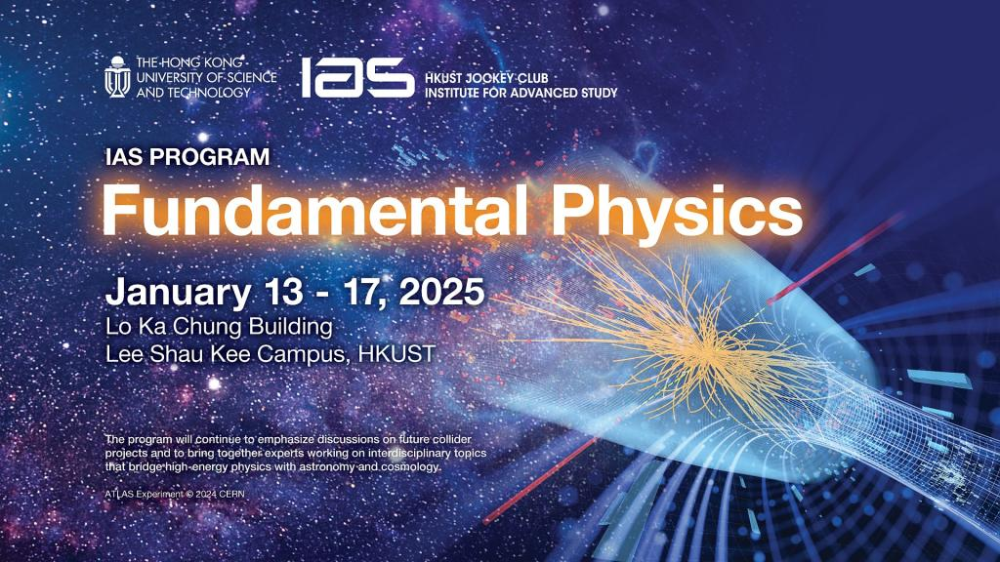 THE HONG KONG
UNIVERSITY OF SCIENCE
AND TECHNOLOGY
IAS
HKUST JOCKEY CLUB
INSTITUTE FOR ADVANCED STUDY
IAS PROGRAM
Fundamental Physics
January 13 - 17, 2025
Lo Ka Chung Building
Lee Shau Kee Campus, HKUST
The program will continue to emphasize discussions on future collider
projects and to bring together experts working on interdisciplinary topics
that bridge high-energy physics with astronomy and cosmology.
ATLAS Experiment © 2024 CERN